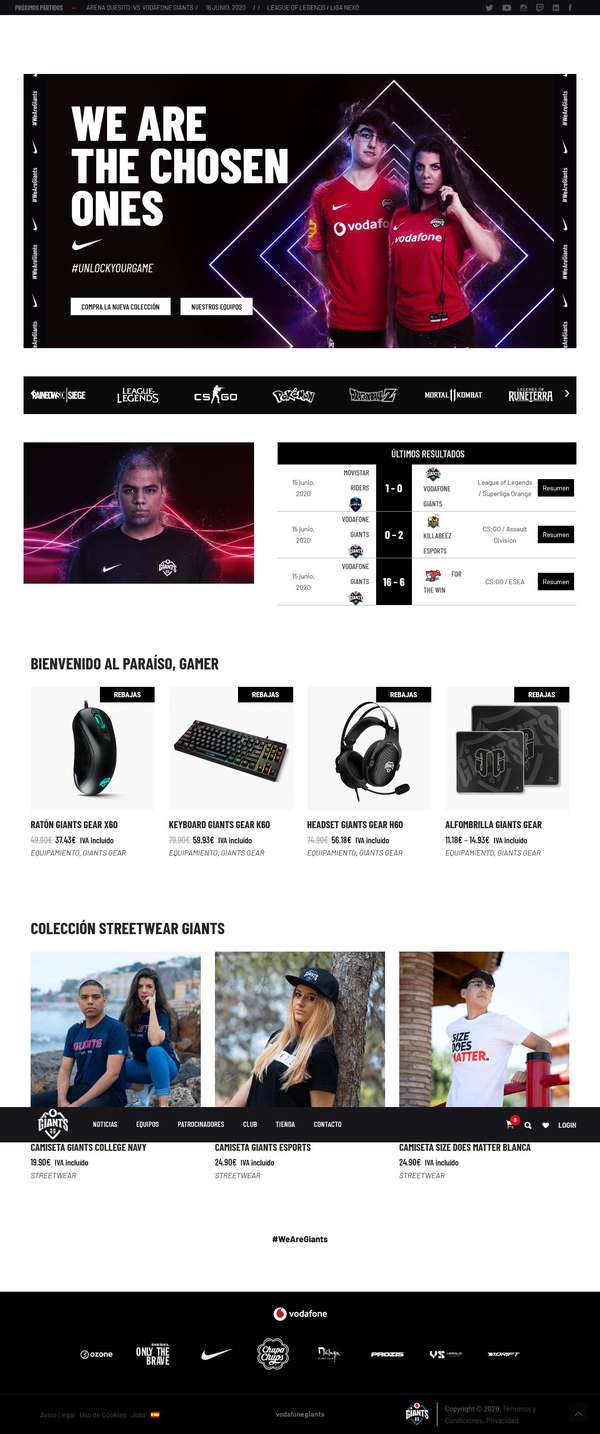 PRÓXIMOS PARTIDOS
ARENA QUESITO VS VODAFONE GIANTS / 16 JUNIO, 2020 // LEAGUE OF LEGENDS / LIGA NEXO
#WeAreGiants
#WeAreGiants
WE ARE
THE CHOSEN
ONES
#UNLOCKYOURGAME
COMPRA LA NUEVA COLECCIÓN
NUESTROS EQUIPOS
vodafone
RAINBOW SIX | SIEGE
LEAGUE OF LEGENDS
CS GO
POKÉMON
DRAGONBALL Z
MORTAL 11 KOMBAT
LEGENDS OF RUNETERRA
GIANTS
ÚLTIMOS RESULTADOS
15 junio, 2020
MOVISTAR RIDERS
1 - 0
VODAFONE GIANTS
League of Legends / Superliga Orange
Resumen
15 junio, 2020
VODAFONE GIANTS
0 - 2
KILLABEEZ ESPORTS
CS:GO / Assault Division
Resumen
15 junio, 2020
VODAFONE GIANTS
16 - 6
FOR THE WIN
CS:GO / ESEA
Resumen
BIENVENIDO AL PARAÍSO, GAMER
REBAJAS
REBAJAS
REBAJAS
REBAJAS
RATÓN GIANTS GEAR X60
49,90€ 37,43€ IVA incluido
EQUIPAMIENTO, GIANTS GEAR
KEYBOARD GIANTS GEAR K60
79,90€ 59,93€ IVA incluido
EQUIPAMIENTO, GIANTS GEAR
HEADSET GIANTS GEAR H60
74,90€ 56,18€ IVA incluido
EQUIPAMIENTO, GIANTS GEAR
ALFOMBRILLA GIANTS GEAR
11,18€ – 14,93€ IVA incluido
EQUIPAMIENTO, GIANTS GEAR
COLECCIÓN STREETWEAR GIANTS
SIZE
DOES
MATTER.
GIANTS
NOTICIAS
EQUIPOS
PATROCINADORES
CLUB
TIENDA
CONTACTO
0
LOGIN
CAMISETA GIANTS COLLEGE NAVY
19,90€ IVA incluido
STREETWEAR
CAMISETA GIANTS ESPORTS
24,90€ IVA incluido
STREETWEAR
CAMISETA SIZE DOES MATTER BLANCA
24,90€ IVA incluido
STREETWEAR
#WeAreGiants
vodafone
ozone
ONLY THE BRAVE
Chupa Chups
PROZIS
VS
DRIFT
Aviso Legal Uso de Cookies Jobs
vodafonegiants
GIANTS
Copyright © 2020, Términos y
Condiciones, Privacidad